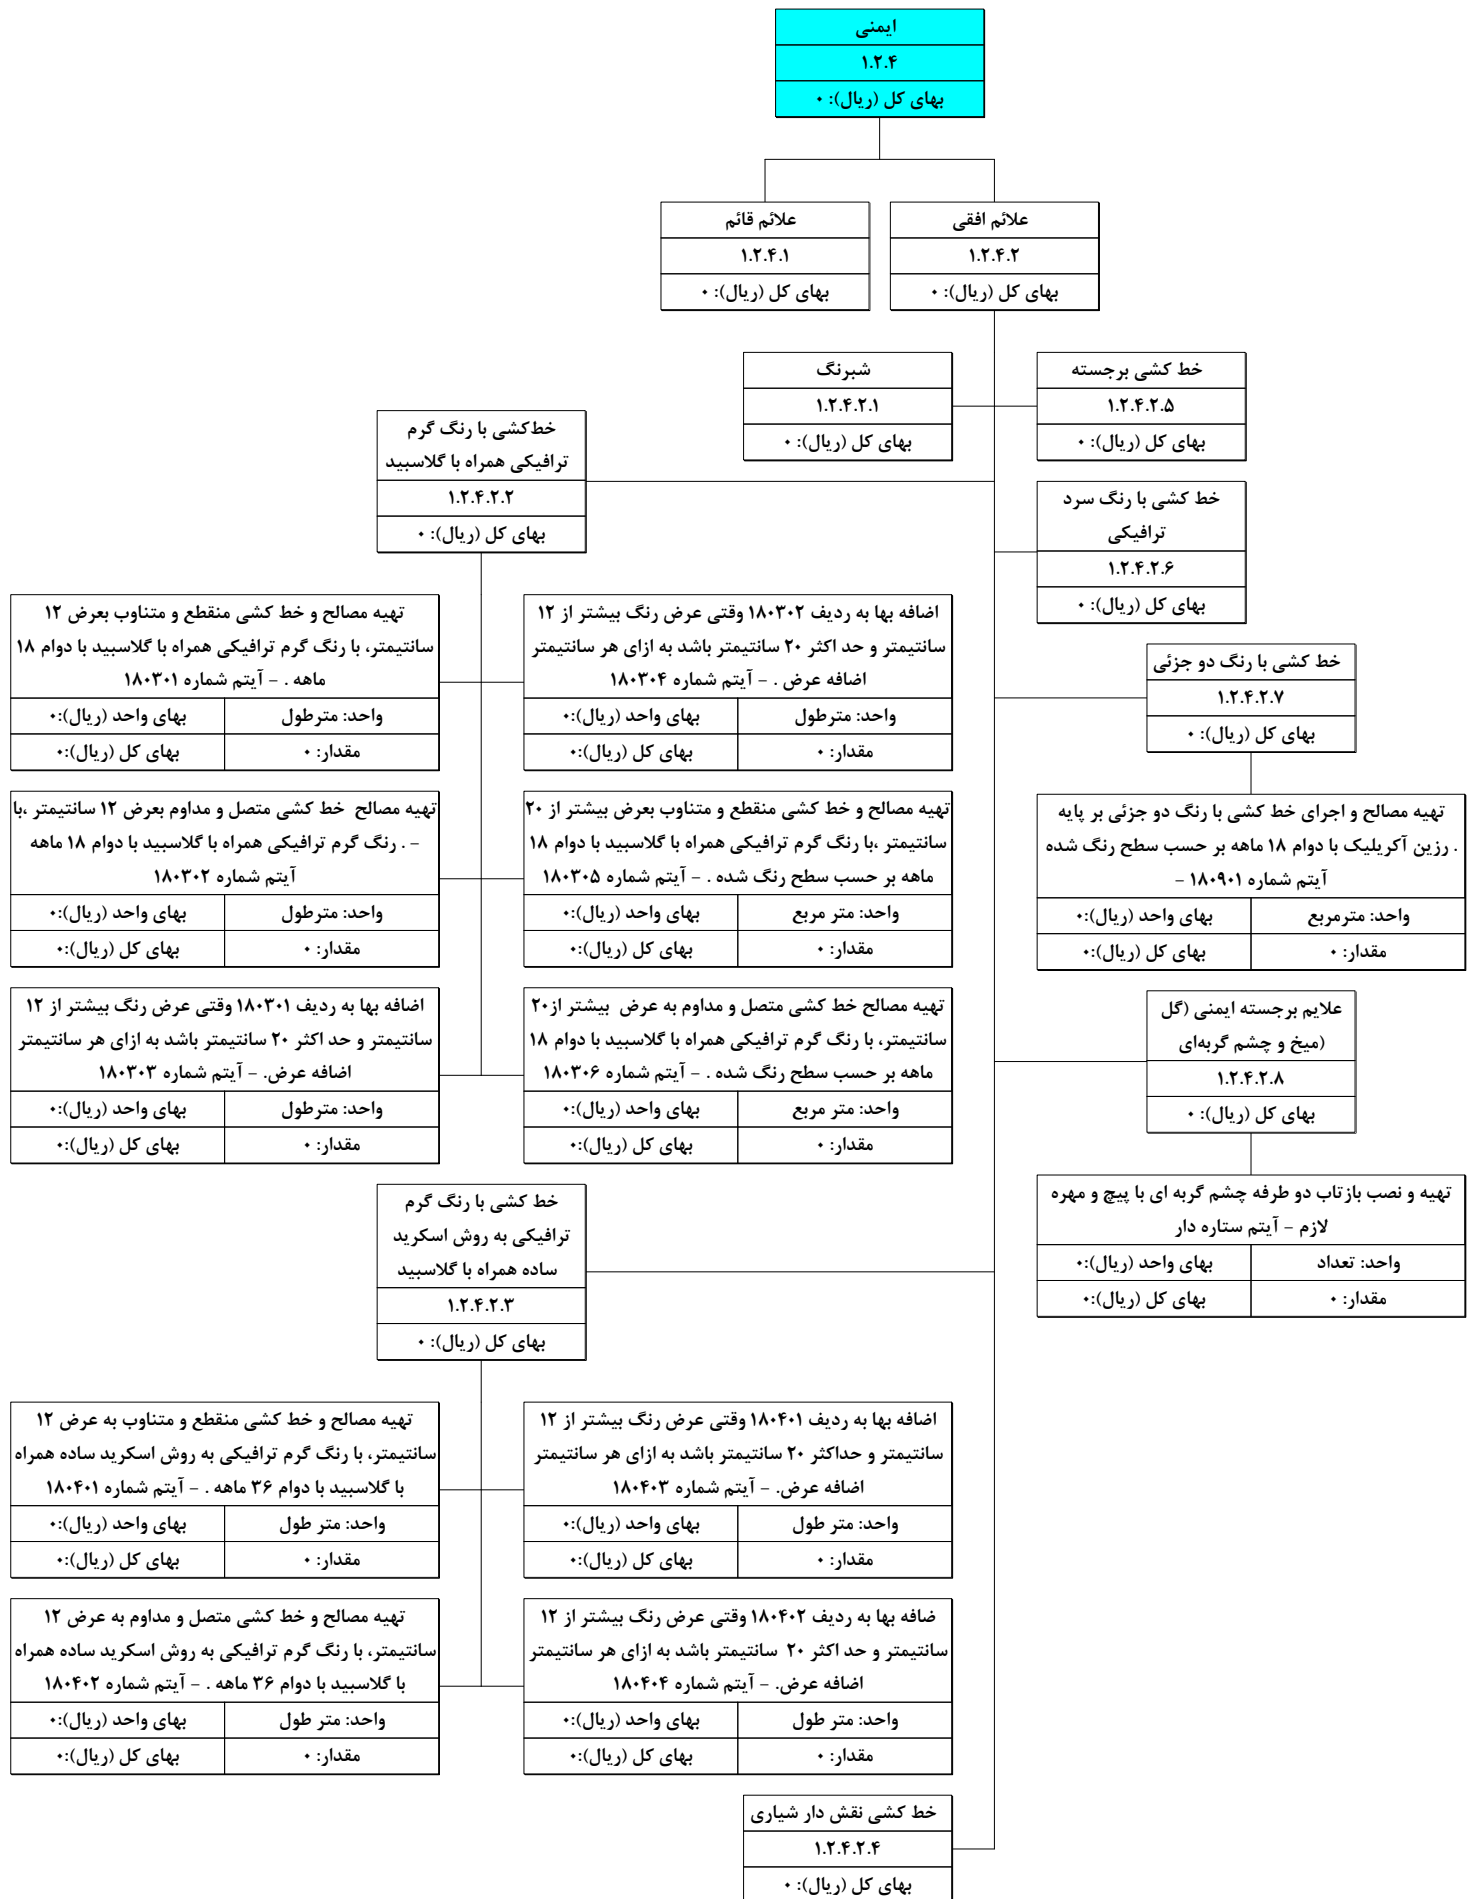 ایمنی
۱.۲.۴
بهای کل (ریال): ۰
علائم افقی
۱.۲.۴.۲
بهای کل (ریال): ۰
علائم قائم
۱.۲.۴.۱
بهای کل (ریال): ۰
خط کشی برجسته
۱.۲.۴.۲.۵
بهای کل (ریال): ۰
شبرنگ
۱.۲.۴.۲.۱
بهای کل (ریال): ۰
خط‌کشی با رنگ گرم
ترافیکی همراه با گلاسبید
۱.۲.۴.۲.۲
بهای کل (ریال): ۰
خط کشی با رنگ سرد
ترافیکی
۱.۲.۴.۲.۶
بهای کل (ریال): ۰
اضافه بها به ردیف ۱۸۰۳۰۲ وقتی عرض رنگ بیشتر از ۱۲
سانتیمتر و حد اکثر ۲۰ سانتیمتر باشد به ازای هر سانتیمتر
اضافه عرض . - آیتم شماره ۱۸۰۳۰۴
واحد: مترطول
بهای واحد (ریال):۰
مقدار: ۰
بهای کل (ریال):۰
تهیه مصالح و خط کشی منقطع و متناوب بعرض ۱۲
سانتیمتر، با رنگ گرم ترافیکی همراه با گلاسبید با دوام ۱۸
ماهه . - آیتم شماره ۱۸۰۳۰۱
واحد: مترطول
بهای واحد (ریال):۰
مقدار: ۰
بهای کل (ریال):۰
خط کشی با رنگ دو جزئی
۱.۲.۴.۲.۷
بهای کل (ریال): ۰
تهیه مصالح و اجرای خط کشی با رنگ دو جزئی بر پایه
. رزین آکریلیک با دوام ۱۸ ماهه بر حسب سطح رنگ شده
آیتم شماره ۱۸۰۹۰۱ -
واحد: مترمربع
بهای واحد (ریال):۰
مقدار: ۰
بهای کل (ریال):۰
تهیه مصالح و خط کشی منقطع و متناوب بعرض بیشتر از ۲۰
سانتیمتر ،با رنگ گرم ترافیکی همراه با گلاسبید با دوام ۱۸
ماهه بر حسب سطح رنگ شده . - آیتم شماره ۱۸۰۳۰۵
واحد: متر مربع
بهای واحد (ریال):۰
مقدار: ۰
بهای کل (ریال):۰
تهیه مصالح  خط کشی متصل و مداوم بعرض ۱۲ سانتیمتر ،با
- . رنگ گرم ترافیکی همراه با گلاسبید با دوام ۱۸ ماهه
آیتم شماره ۱۸۰۳۰۲
واحد: مترطول
بهای واحد (ریال):۰
مقدار: ۰
بهای کل (ریال):۰
علایم برجسته ایمنی (گل
(میخ و چشم گربه‌ای
۱.۲.۴.۲.۸
بهای کل (ریال): ۰
تهیه مصالح خط کشی متصل و مداوم به عرض  بیشتر از۲۰
سانتیمتر، با رنگ گرم ترافیکی همراه با گلاسبید با دوام ۱۸
ماهه بر حسب سطح رنگ شده . - آیتم شماره ۱۸۰۳۰۶
واحد: متر مربع
بهای واحد (ریال):۰
مقدار: ۰
بهای کل (ریال):۰
اضافه بها به ردیف ۱۸۰۳۰۱ وقتی عرض رنگ بیشتر از ۱۲
سانتیمتر و حد اکثر ۲۰ سانتیمتر باشد به ازای هر سانتیمتر
اضافه عرض. - آیتم شماره ۱۸۰۳۰۳
واحد: مترطول
بهای واحد (ریال):۰
مقدار: ۰
بهای کل (ریال):۰
تهیه و نصب بازتاب دو طرفه چشم گربه ای با پیچ و مهره
لازم - آیتم ستاره دار
واحد: تعداد
بهای واحد (ریال):۰
مقدار: ۰
بهای کل (ریال):۰
خط کشی با رنگ گرم
ترافیکی به روش اسکرید
ساده همراه با گلاسبید
۱.۲.۴.۲.۳
بهای کل (ریال): ۰
اضافه بها به ردیف ۱۸۰۴۰۱ وقتی عرض رنگ بیشتر از ۱۲
سانتیمتر و حداکثر ۲۰ سانتیمتر باشد به ازای هر سانتیمتر
اضافه عرض. - آیتم شماره ۱۸۰۴۰۳
واحد: متر طول
بهای واحد (ریال):۰
مقدار: ۰
بهای کل (ریال):۰
تهیه مصالح و خط کشی منقطع و متناوب به عرض ۱۲
سانتیمتر، با رنگ گرم ترافیکی به روش اسکرید ساده همراه
با گلاسبید با دوام ۳۶ ماهه . - آیتم شماره ۱۸۰۴۰۱
واحد: متر طول
بهای واحد (ریال):۰
مقدار: ۰
بهای کل (ریال):۰
ضافه بها به ردیف ۱۸۰۴۰۲ وقتی عرض رنگ بیشتر از ۱۲
سانتیمتر و حد اکثر ۲۰  سانتیمتر باشد به ازای هر سانتیمتر
اضافه عرض. - آیتم شماره ۱۸۰۴۰۴
واحد: متر طول
بهای واحد (ریال):۰
مقدار: ۰
بهای کل (ریال):۰
تهیه مصالح و خط کشی متصل و مداوم به عرض ۱۲
سانتیمتر، با رنگ گرم ترافیکی به روش اسکرید ساده همراه
با گلاسبید با دوام ۳۶ ماهه . - آیتم شماره ۱۸۰۴۰۲
واحد: متر طول
بهای واحد (ریال):۰
مقدار: ۰
بهای کل (ریال):۰
خط کشی نقش دار شیاری
۱.۲.۴.۲.۴
بهای کل (ریال): ۰